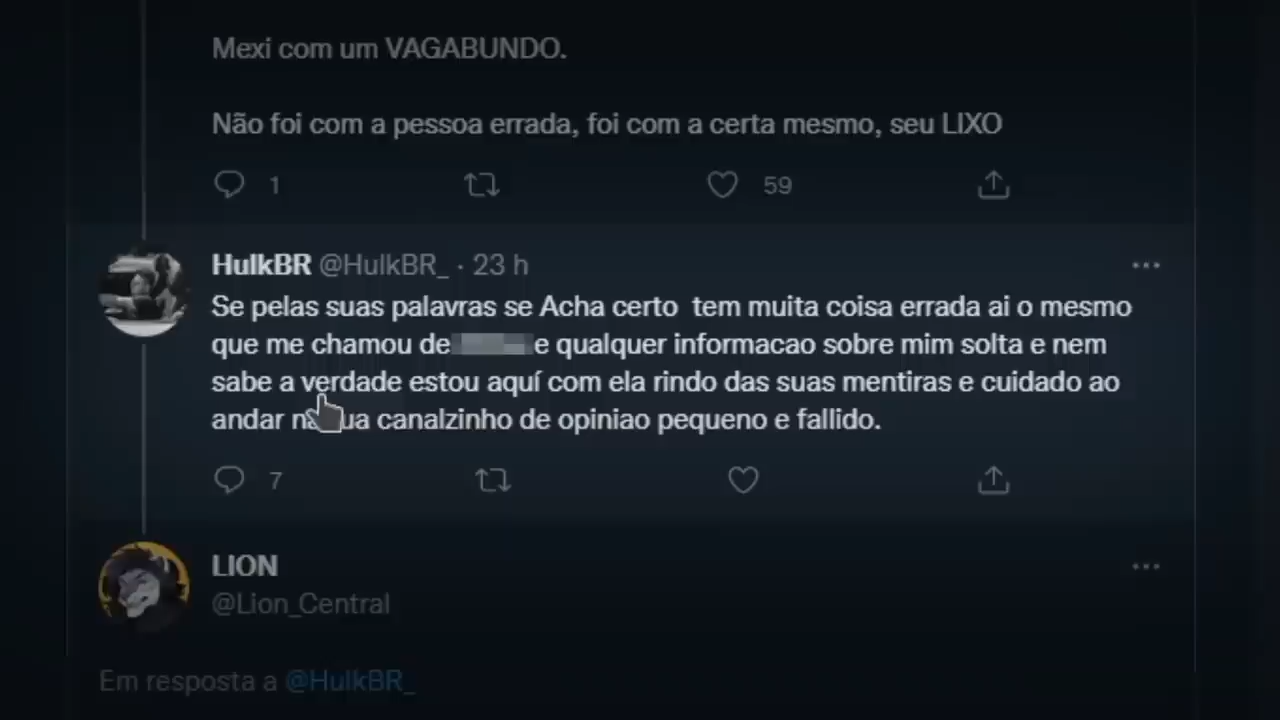 Mexi com um VAGABUNDO.
Não foi com a pessoa errada, foi com a certa mesmo, seu LIXO
1 59
HulkBR @HulkBR_ · 23 h
Se pelas suas palavras se Acha certo tem muita coisa errada ai o mesmo
que me chamou de e qualquer informacao sobre mim solta e nem
sabe a verdade estou aquí com ela rindo das suas mentiras e cuidado ao
andar canalzinho de opiniao pequeno e fallido.
7
LION
@Lion_Central
Em resposta a @HulkBR_